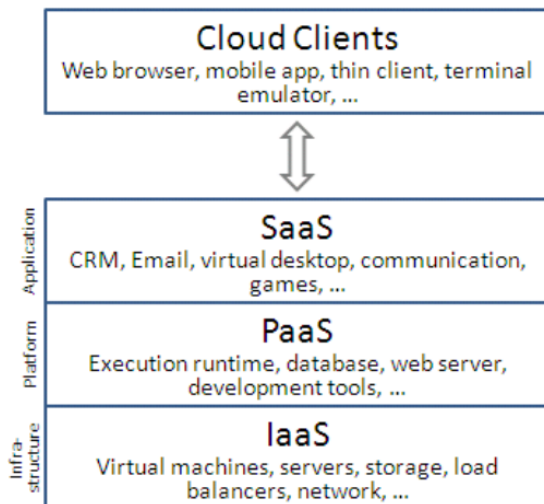 Cloud Clients
Web browser, mobile app, thin client, terminal
emulator, ...
Application
SaaS
CRM, Email, virtual desktop, communication,
games, ...
Platform
PaaS
Execution runtime, database, web server,
development tools, ...
Infra-
structure
IaaS
Virtual machines, servers, storage, load
balancers, network, ...